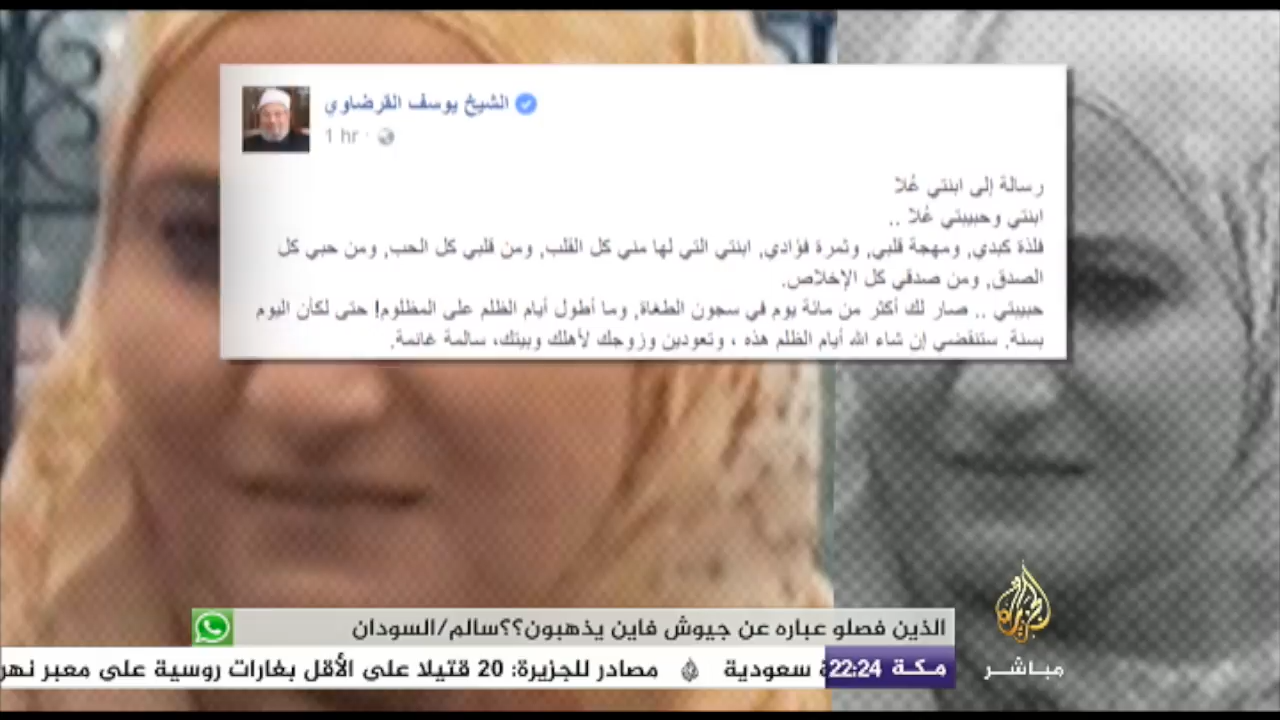 الشيخ يوسف القرضاوي
1 hr ·
رسالة إلى ابنتي عُلا
ابنتي وحبيبتي عُلا ..
فلذة كبدي, ومهجة قلبي, وثمرة فؤادي, ابنتي التي لها مني كل القلب, ومن قلبي كل الحب, ومن حبي كل
الصدق, ومن صدقي كل الإخلاص.
حبيبتي .. صار لك أكثر من مائة يوم في سجون الطغاة, وما أطول أيام الظلم على المظلوم! حتى لكأن اليوم
بسنة. ستنقضي إن شاء الله أيام الظلم هذه ، وتعودين وزوجك لأهلك وبيتك، سالمة غانمة.
الجزيرة
مباشر
الذين فصلو عباره عن جيوش فاين يذهبون؟؟سالم/السودان
مكة 22:24
ة سعودية مصادر للجزيرة: 20 قتيلا على الأقل بغارات روسية على معبر نهر